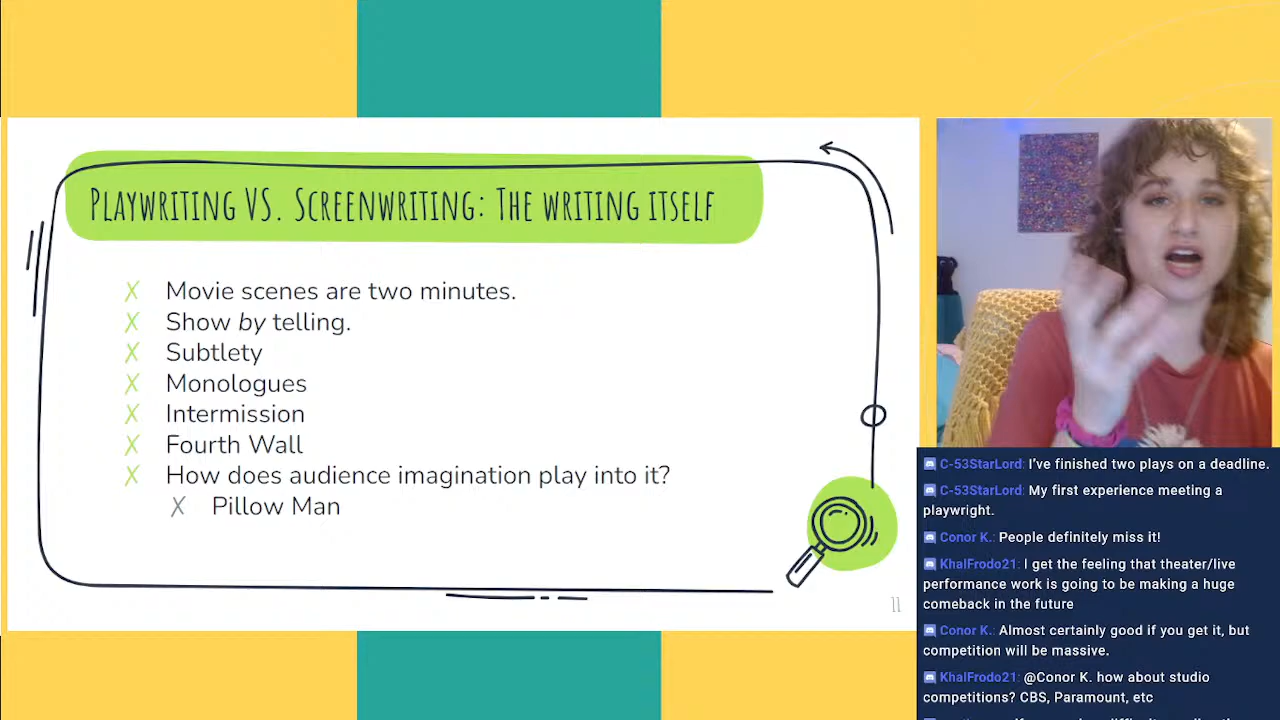 PLAYWRITING VS. SCREENWRITING: THE WRITING ITSELF
X Movie scenes are two minutes.
X Show by telling.
X Subtlety
X Monologues
X Intermission
X Fourth Wall
X How does audience imagination play into it?
X Pillow Man
11
C-53StarLord: I've finished two plays on a deadline.
C-53StarLord: My first experience meeting a
playwright.
Conor K.: People definitely miss it!
KhalFrodo21: I get the feeling that theater/live
performance work is going to be making a huge
comeback in the future
Conor K.: Almost certainly good if you get it, but
competition will be massive.
KhalFrodo21: @Conor K. how about studio
competitions? CBS, Paramount, etc